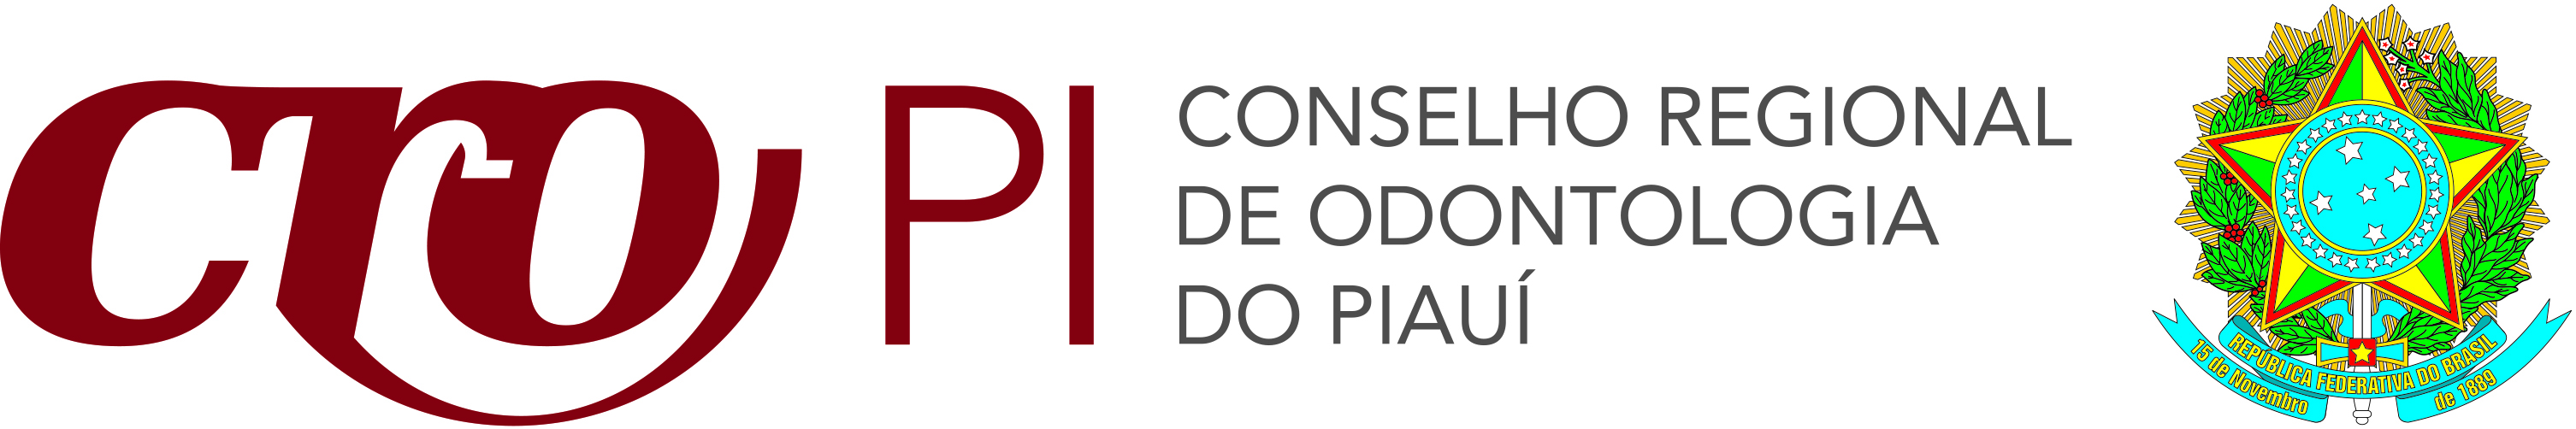 cro PI
CONSELHO REGIONAL
DE ODONTOLOGIA
DO PIAUÍ
REPÚBLICA FEDERATIVA DO BRASIL
15 de Novembro de 1889